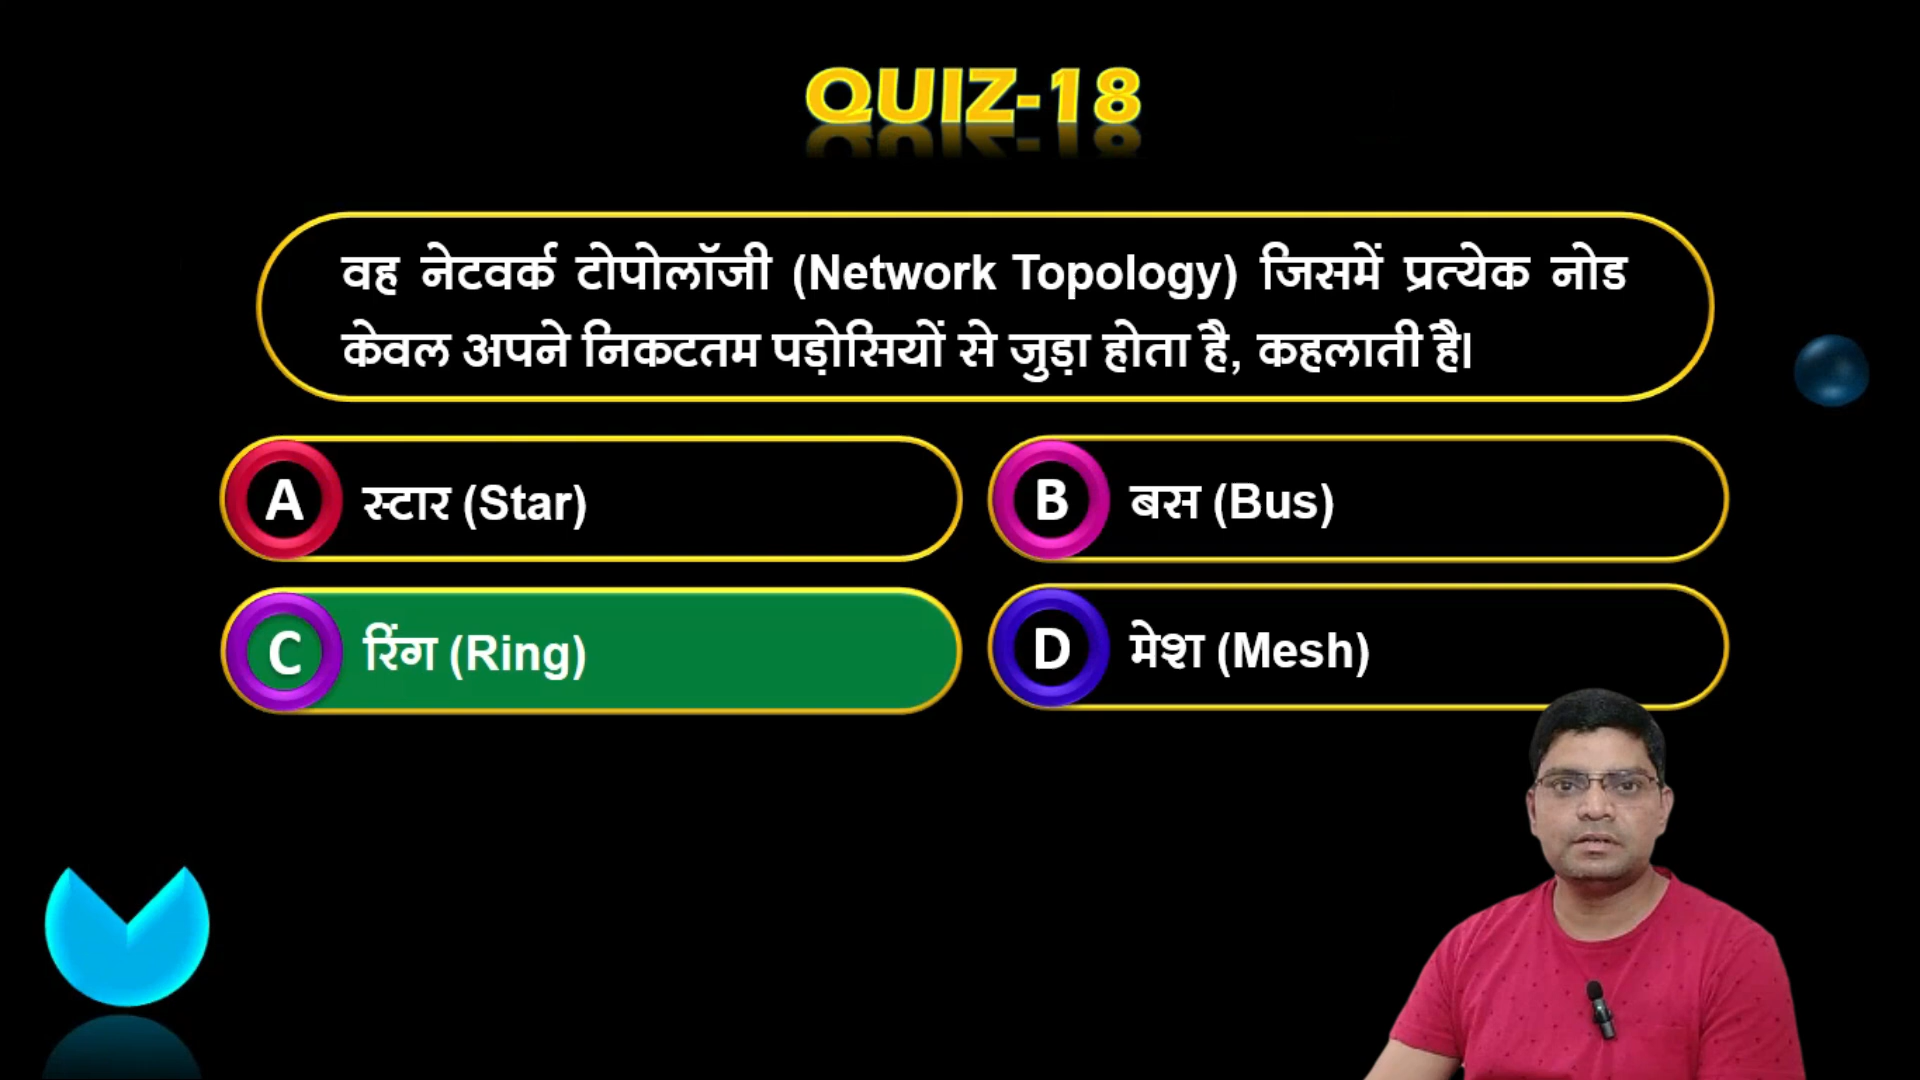 QUIZ-18
वह नेटवर्क टोपोलॉजी (Network Topology) जिसमें प्रत्येक नोड
केवल अपने निकटतम पड़ोसियों से जुड़ा होता है, कहलाती है।
A स्टार (Star)
B बस (Bus)
C रिंग (Ring)
D मेश (Mesh)